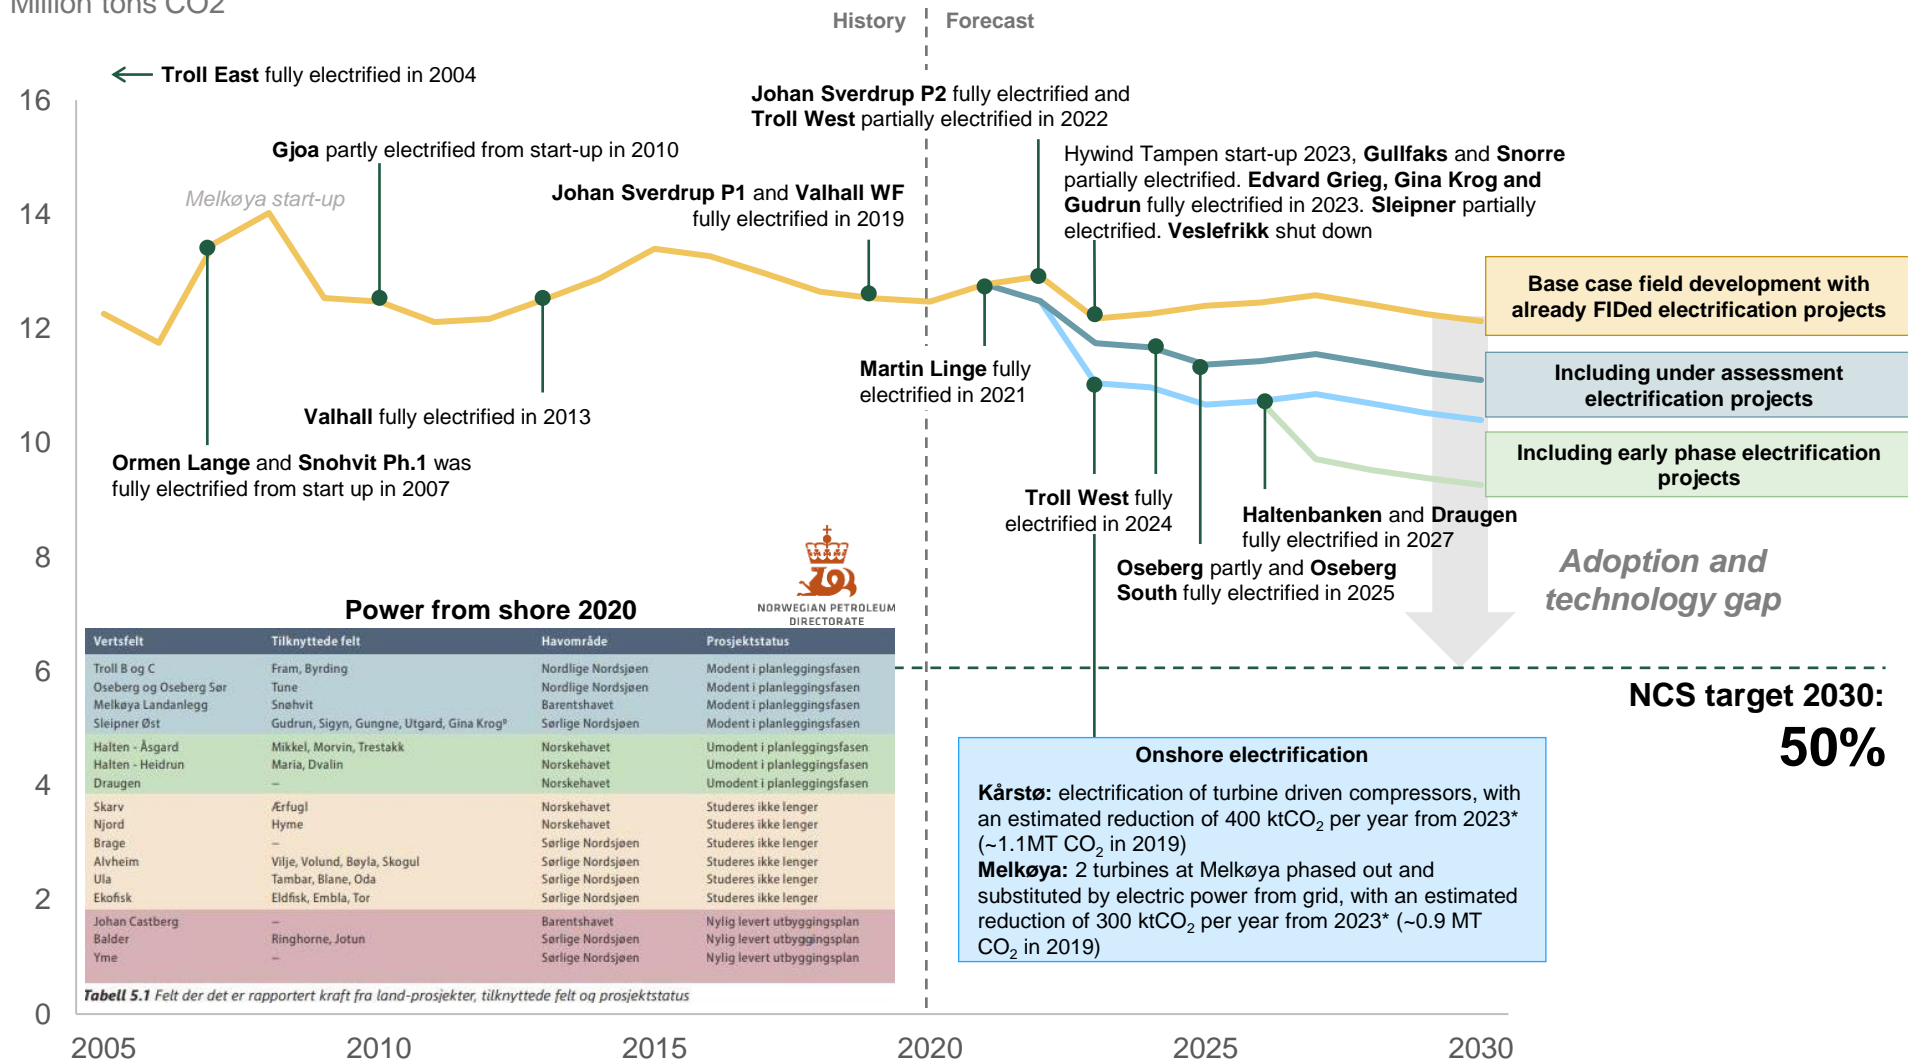 Million tons CO2
History
Forecast
Troll East fully electrified in 2004
Johan Sverdrup P2 fully electrified and
Troll West partially electrified in 2022
Gjoa partly electrified from start-up in 2010
Hywind Tampen start-up 2023, Gullfaks and Snorre
partially electrified. Edvard Grieg, Gina Krog and
Gudrun fully electrified in 2023. Sleipner partially
electrified. Veslefrikk shut down
Melkøya start-up
Johan Sverdrup P1 and Valhall WF
fully electrified in 2019
Base case field development with
already FIDed electrification projects
Including under assessment
electrification projects
Including early phase electrification
projects
Martin Linge fully
electrified in 2021
Valhall fully electrified in 2013
Ormen Lange and Snohvit Ph.1 was
fully electrified from start up in 2007
Troll West fully
electrified in 2024
Haltenbanken and Draugen
fully electrified in 2027
Oseberg partly and Oseberg
South fully electrified in 2025
Adoption and
technology gap
NCS target 2030:
50%
NORWEGIAN PETROLEUM
DIRECTORATE
Power from shore 2020
Vertsfelt Tilknyttede felt Havområde Prosjektstatus
Troll B og C Fram, Byrding Nordlige Nordsjøen Modent i planleggingsfasen
Oseberg og Oseberg Sør Tune Nordlige Nordsjøen Modent i planleggingsfasen
Melkøya Landanlegg Snøhvit Barentshavet Modent i planleggingsfasen
Sleipner Øst Gudrun, Sigyn, Gungne, Utgard, Gina Krog⁹ Sørlige Nordsjøen Modent i planleggingsfasen
Halten - Åsgard Mikkel, Morvin, Trestakk Norskehavet Umodent i planleggingsfasen
Halten - Heidrun Maria, Dvalin Norskehavet Umodent i planleggingsfasen
Draugen – Norskehavet Umodent i planleggingsfasen
Skarv Ærfugl Norskehavet Studeres ikke lenger
Njord Hyme Norskehavet Studeres ikke lenger
Brage – Sørlige Nordsjøen Studeres ikke lenger
Alvheim Vilje, Volund, Bøyla, Skogul Sørlige Nordsjøen Studeres ikke lenger
Ula Tambar, Blane, Oda Sørlige Nordsjøen Studeres ikke lenger
Ekofisk Eldfisk, Embla, Tor Sørlige Nordsjøen Studeres ikke lenger
Johan Castberg – Barentshavet Nylig levert utbyggingsplan
Balder Ringhorne, Jotun Sørlige Nordsjøen Nylig levert utbyggingsplan
Yme – Sørlige Nordsjøen Nylig levert utbyggingsplan
Tabell 5.1 Felt der det er rapportert kraft fra land-prosjekter, tilknyttede felt og prosjektstatus
Onshore electrification
Kårstø: electrification of turbine driven compressors, with
an estimated reduction of 400 ktCO₂ per year from 2023*
(~1.1MT CO₂ in 2019)
Melkøya: 2 turbines at Melkøya phased out and
substituted by electric power from grid, with an estimated
reduction of 300 ktCO₂ per year from 2023* (~0.9 MT
CO₂ in 2019)
16
14
12
10
8
6
4
2
0
2005 2010 2015 2020 2025 2030